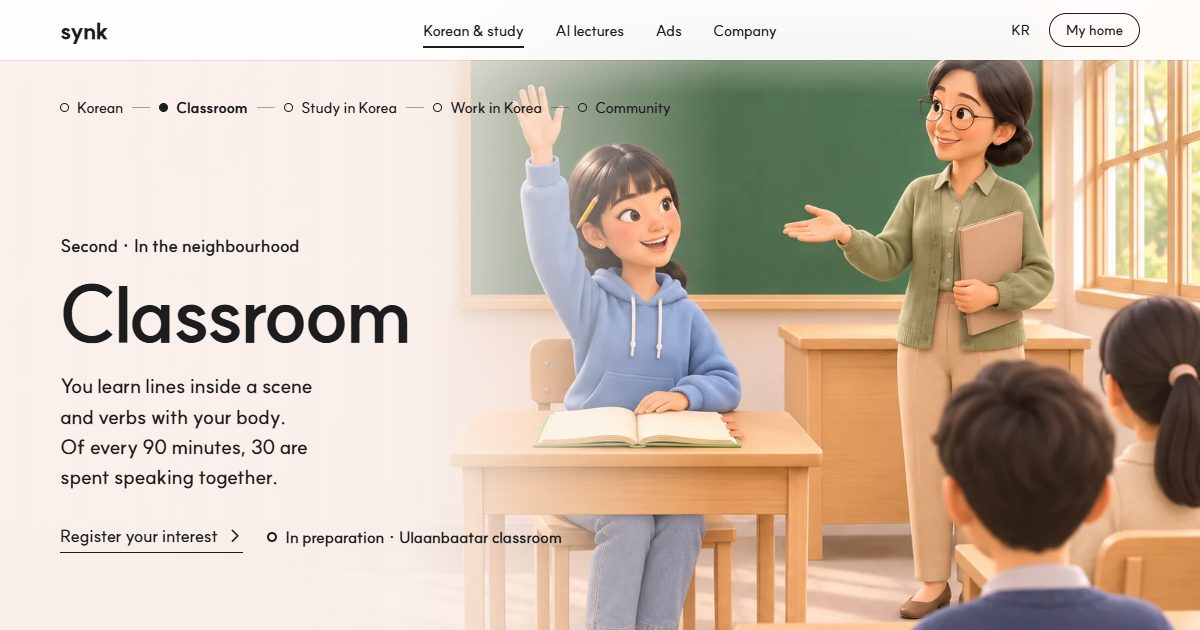 synk
Korean & study
AI lectures
Ads
Company
KR
My home
Korean
Classroom
Study in Korea
Work in Korea
Community
Second · In the neighbourhood
Classroom
You learn lines inside a scene
and verbs with your body.
Of every 90 minutes, 30 are
spent speaking together.
Register your interest
In preparation · Ulaanbaatar classroom